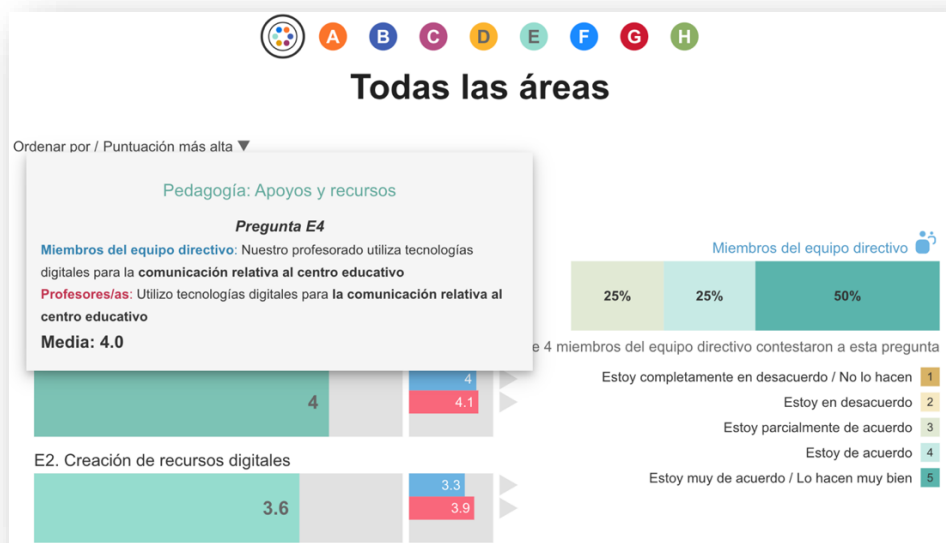 A B C D E F G H
Todas las áreas
Ordenar por / Puntuación más alta ▼
Pedagogía: Apoyos y recursos
Pregunta E4
Miembros del equipo directivo: Nuestro profesorado utiliza tecnologías
digitales para la comunicación relativa al centro educativo
Profesores/as: Utilizo tecnologías digitales para la comunicación relativa al
centro educativo
Media: 4.0
4
4
4.1
E2. Creación de recursos digitales
3.6
3.3
3.9
Miembros del equipo directivo
25% 25% 50%
e 4 miembros del equipo directivo contestaron a esta pregunta
Estoy completamente en desacuerdo / No lo hacen 1
Estoy en desacuerdo 2
Estoy parcialmente de acuerdo 3
Estoy de acuerdo 4
Estoy muy de acuerdo / Lo hacen muy bien 5